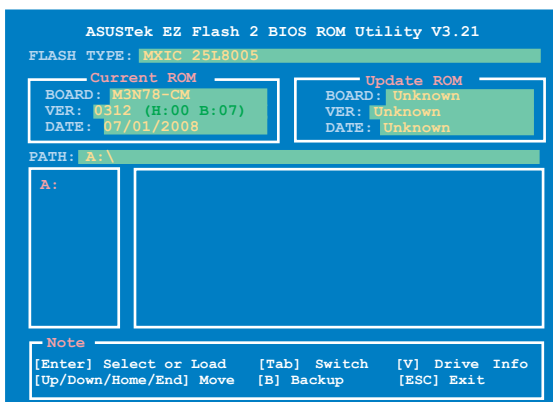 ASUSTek EZ Flash 2 BIOS ROM Utility V3.21
FLASH TYPE: MXIC 25L8005
Current ROM
BOARD: M3N78-CM
VER: 0312 (H:00 B:07)
DATE: 07/01/2008
Update ROM
BOARD: Unknown
VER: Unknown
DATE: Unknown
PATH: A:\
A:
Note
[Enter] Select or Load [Tab] Switch [V] Drive Info
[Up/Down/Home/End] Move [B] Backup [ESC] Exit